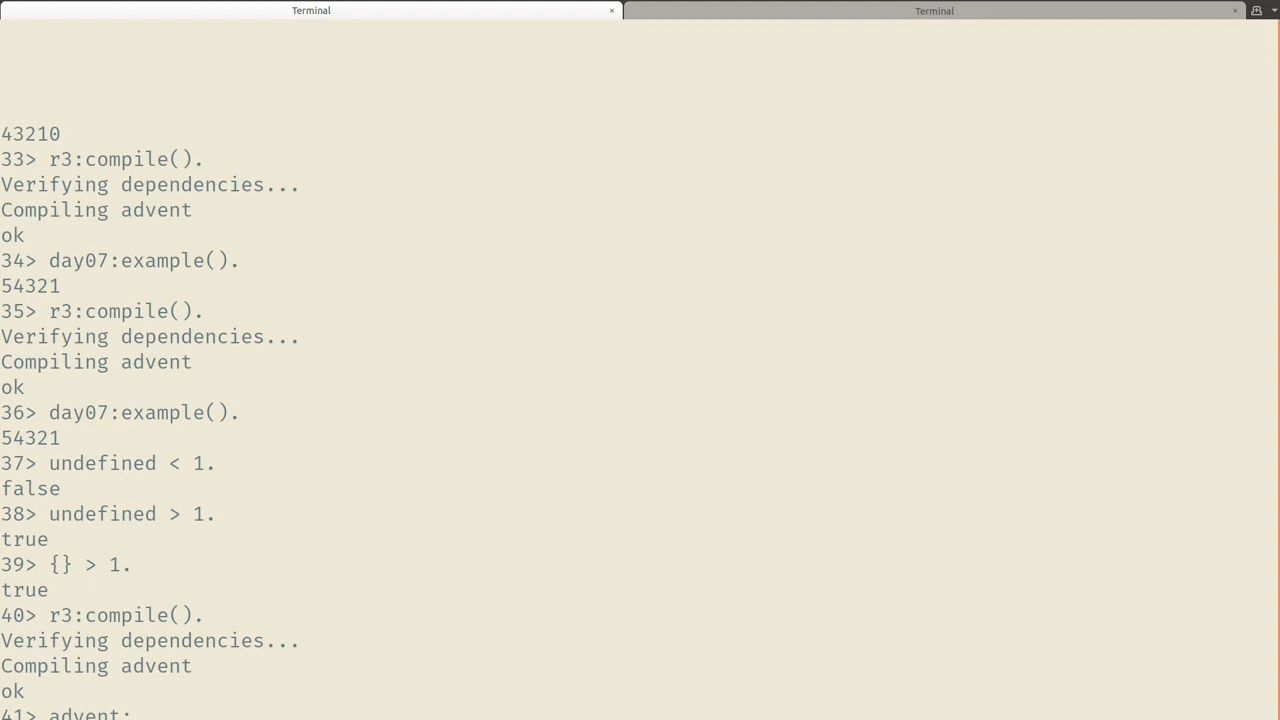 Terminal
Terminal
43210
33> r3:compile().
Verifying dependencies...
Compiling advent
ok
34> day07:example().
54321
35> r3:compile().
Verifying dependencies...
Compiling advent
ok
36> day07:example().
54321
37> undefined < 1.
false
38> undefined > 1.
true
39> {} > 1.
true
40> r3:compile().
Verifying dependencies...
Compiling advent
ok
41> advent: